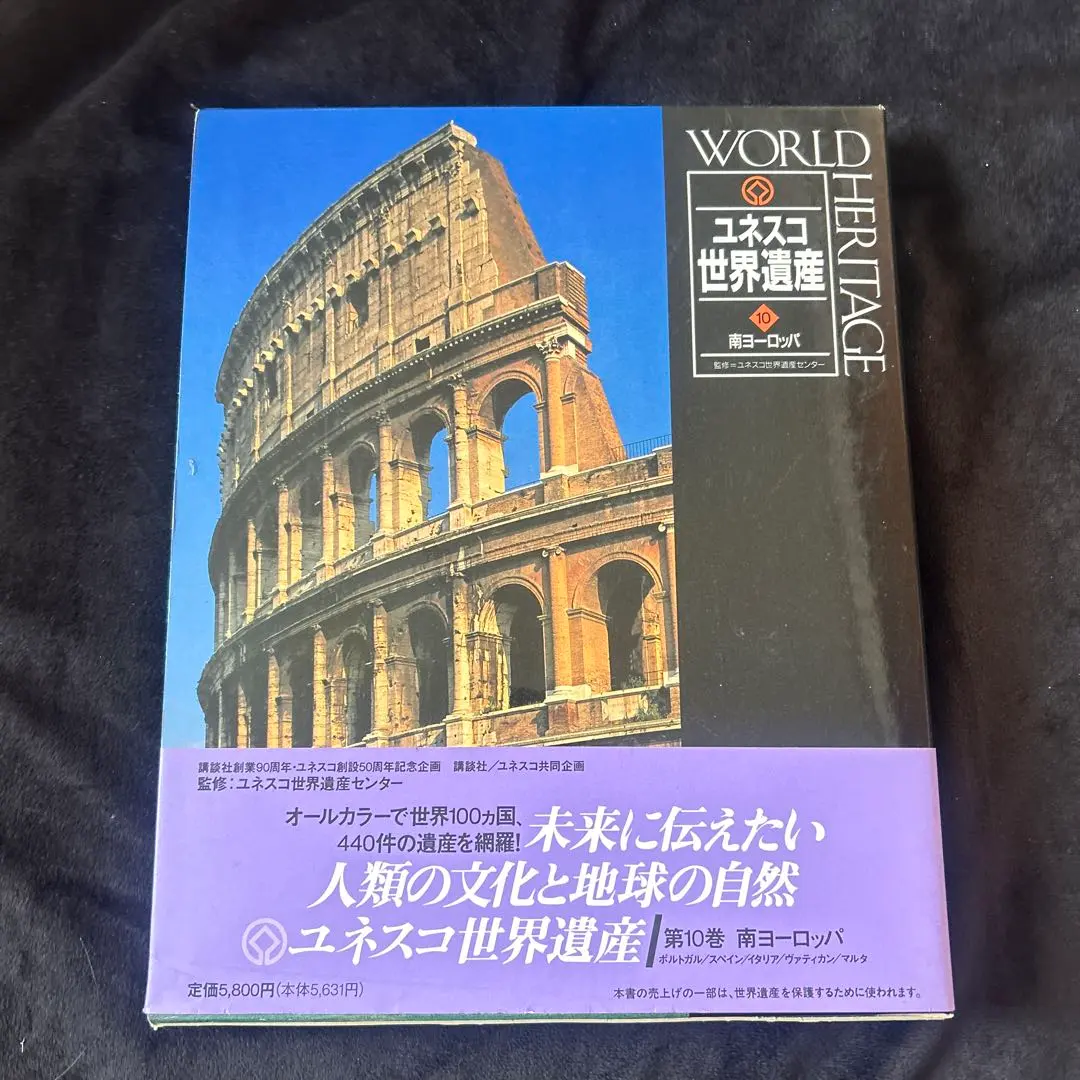 WORLD HERITAGE
ユネスコ
世界遺産
10
南ヨーロッパ
監修=ユネスコ世界遺産センター
講談社創業90周年・ユネスコ創設50周年記念企画 講談社/ユネスコ共同企画
監修:ユネスコ世界遺産センター
オールカラーで世界100ヵ国、
440件の遺産を網羅!
未来に伝えたい
人類の文化と地球の自然
ユネスコ世界遺産
第10巻 南ヨーロッパ
ポルトガル/スペイン/イタリア/ヴァティカン/マルタ
定価5,800円(本体5,631円)
本書の売上げの一部は、世界遺産を保護するために使われます。